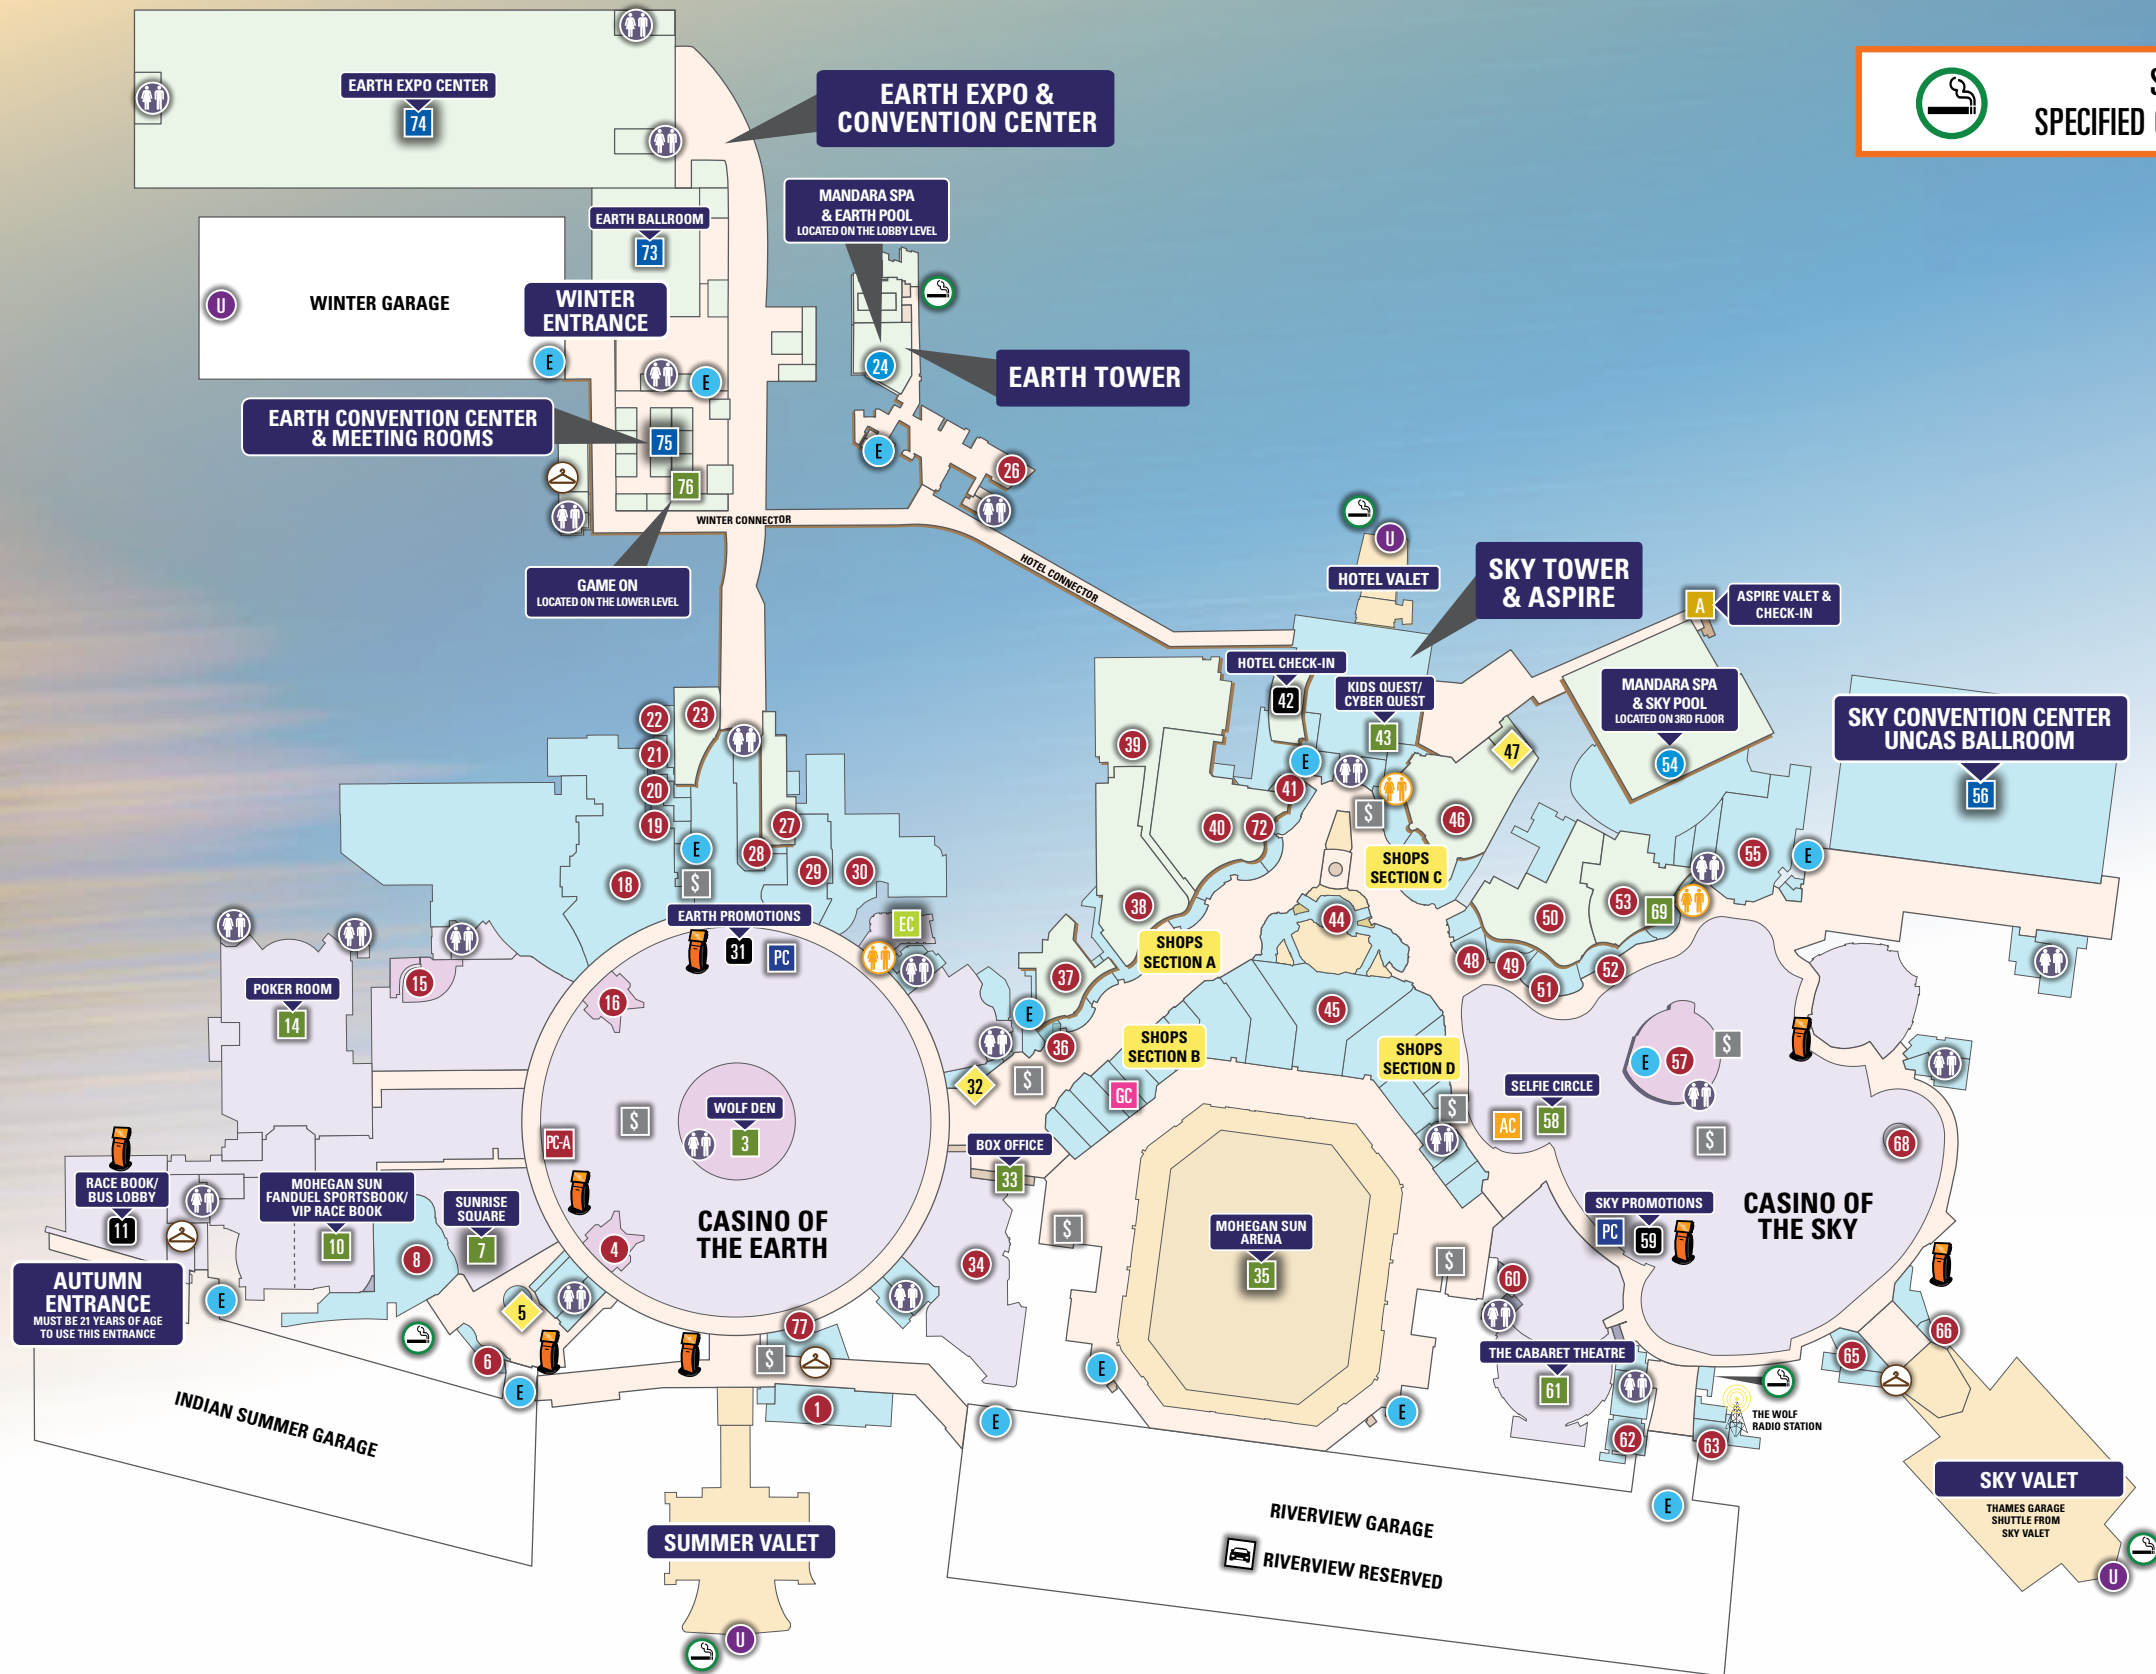 EARTH EXPO CENTER
74
EARTH EXPO &
CONVENTION CENTER
S
SPECIFIED
EARTH BALLROOM
73
MANDARA SPA
& EARTH POOL
LOCATED ON THE LOBBY LEVEL
24
U
WINTER GARAGE
WINTER
ENTRANCE
E
E
EARTH TOWER
EARTH CONVENTION CENTER
& MEETING ROOMS
75
76
E
26
WINTER CONNECTOR
HOTEL CONNECTOR
GAME ON
LOCATED ON THE LOWER LEVEL
U
HOTEL VALET
SKY TOWER
& ASPIRE
A
ASPIRE VALET &
CHECK-IN
HOTEL CHECK-IN
42
KIDS QUEST/
CYBER QUEST
43
MANDARA SPA
& SKY POOL
LOCATED ON 3RD FLOOR
54
SKY CONVENTION CENTER
UNCAS BALLROOM
56
22
23
21
20
19
18
E
$
28
27
29
30
39
40
72
41
E
$
47
46
SHOPS
SECTION C
38
44
SHOPS
SECTION A
37
E
36
$
32
SHOPS
SECTION B
GC
45
SHOPS
SECTION D
$
48
49
50
51
52
53
69
55
E
EARTH PROMOTIONS
31
PC
EC
16
15
POKER ROOM
14
$
WOLF DEN
3
PC-A
4
CASINO OF
THE EARTH
RACE BOOK/
BUS LOBBY
11
MOHEGAN SUN
FANDUEL SPORTSBOOK/
VIP RACE BOOK
10
SUNRISE
SQUARE
7
8
AUTUMN
ENTRANCE
MUST BE 21 YEARS OF AGE
TO USE THIS ENTRANCE
E
5
6
E
INDIAN SUMMER GARAGE
77
$
1
SUMMER VALET
U
BOX OFFICE
33
34
$
E
E
MOHEGAN SUN
ARENA
35
$
E
RIVERVIEW GARAGE
RIVERVIEW RESERVED
E
57
$
$
SELFIE CIRCLE
58
AC
68
CASINO OF
THE SKY
SKY PROMOTIONS
PC
59
60
THE CABARET THEATRE
61
62
63
THE WOLF
RADIO STATION
E
65
66
SKY VALET
THAMES GARAGE
SHUTTLE FROM
SKY VALET
U